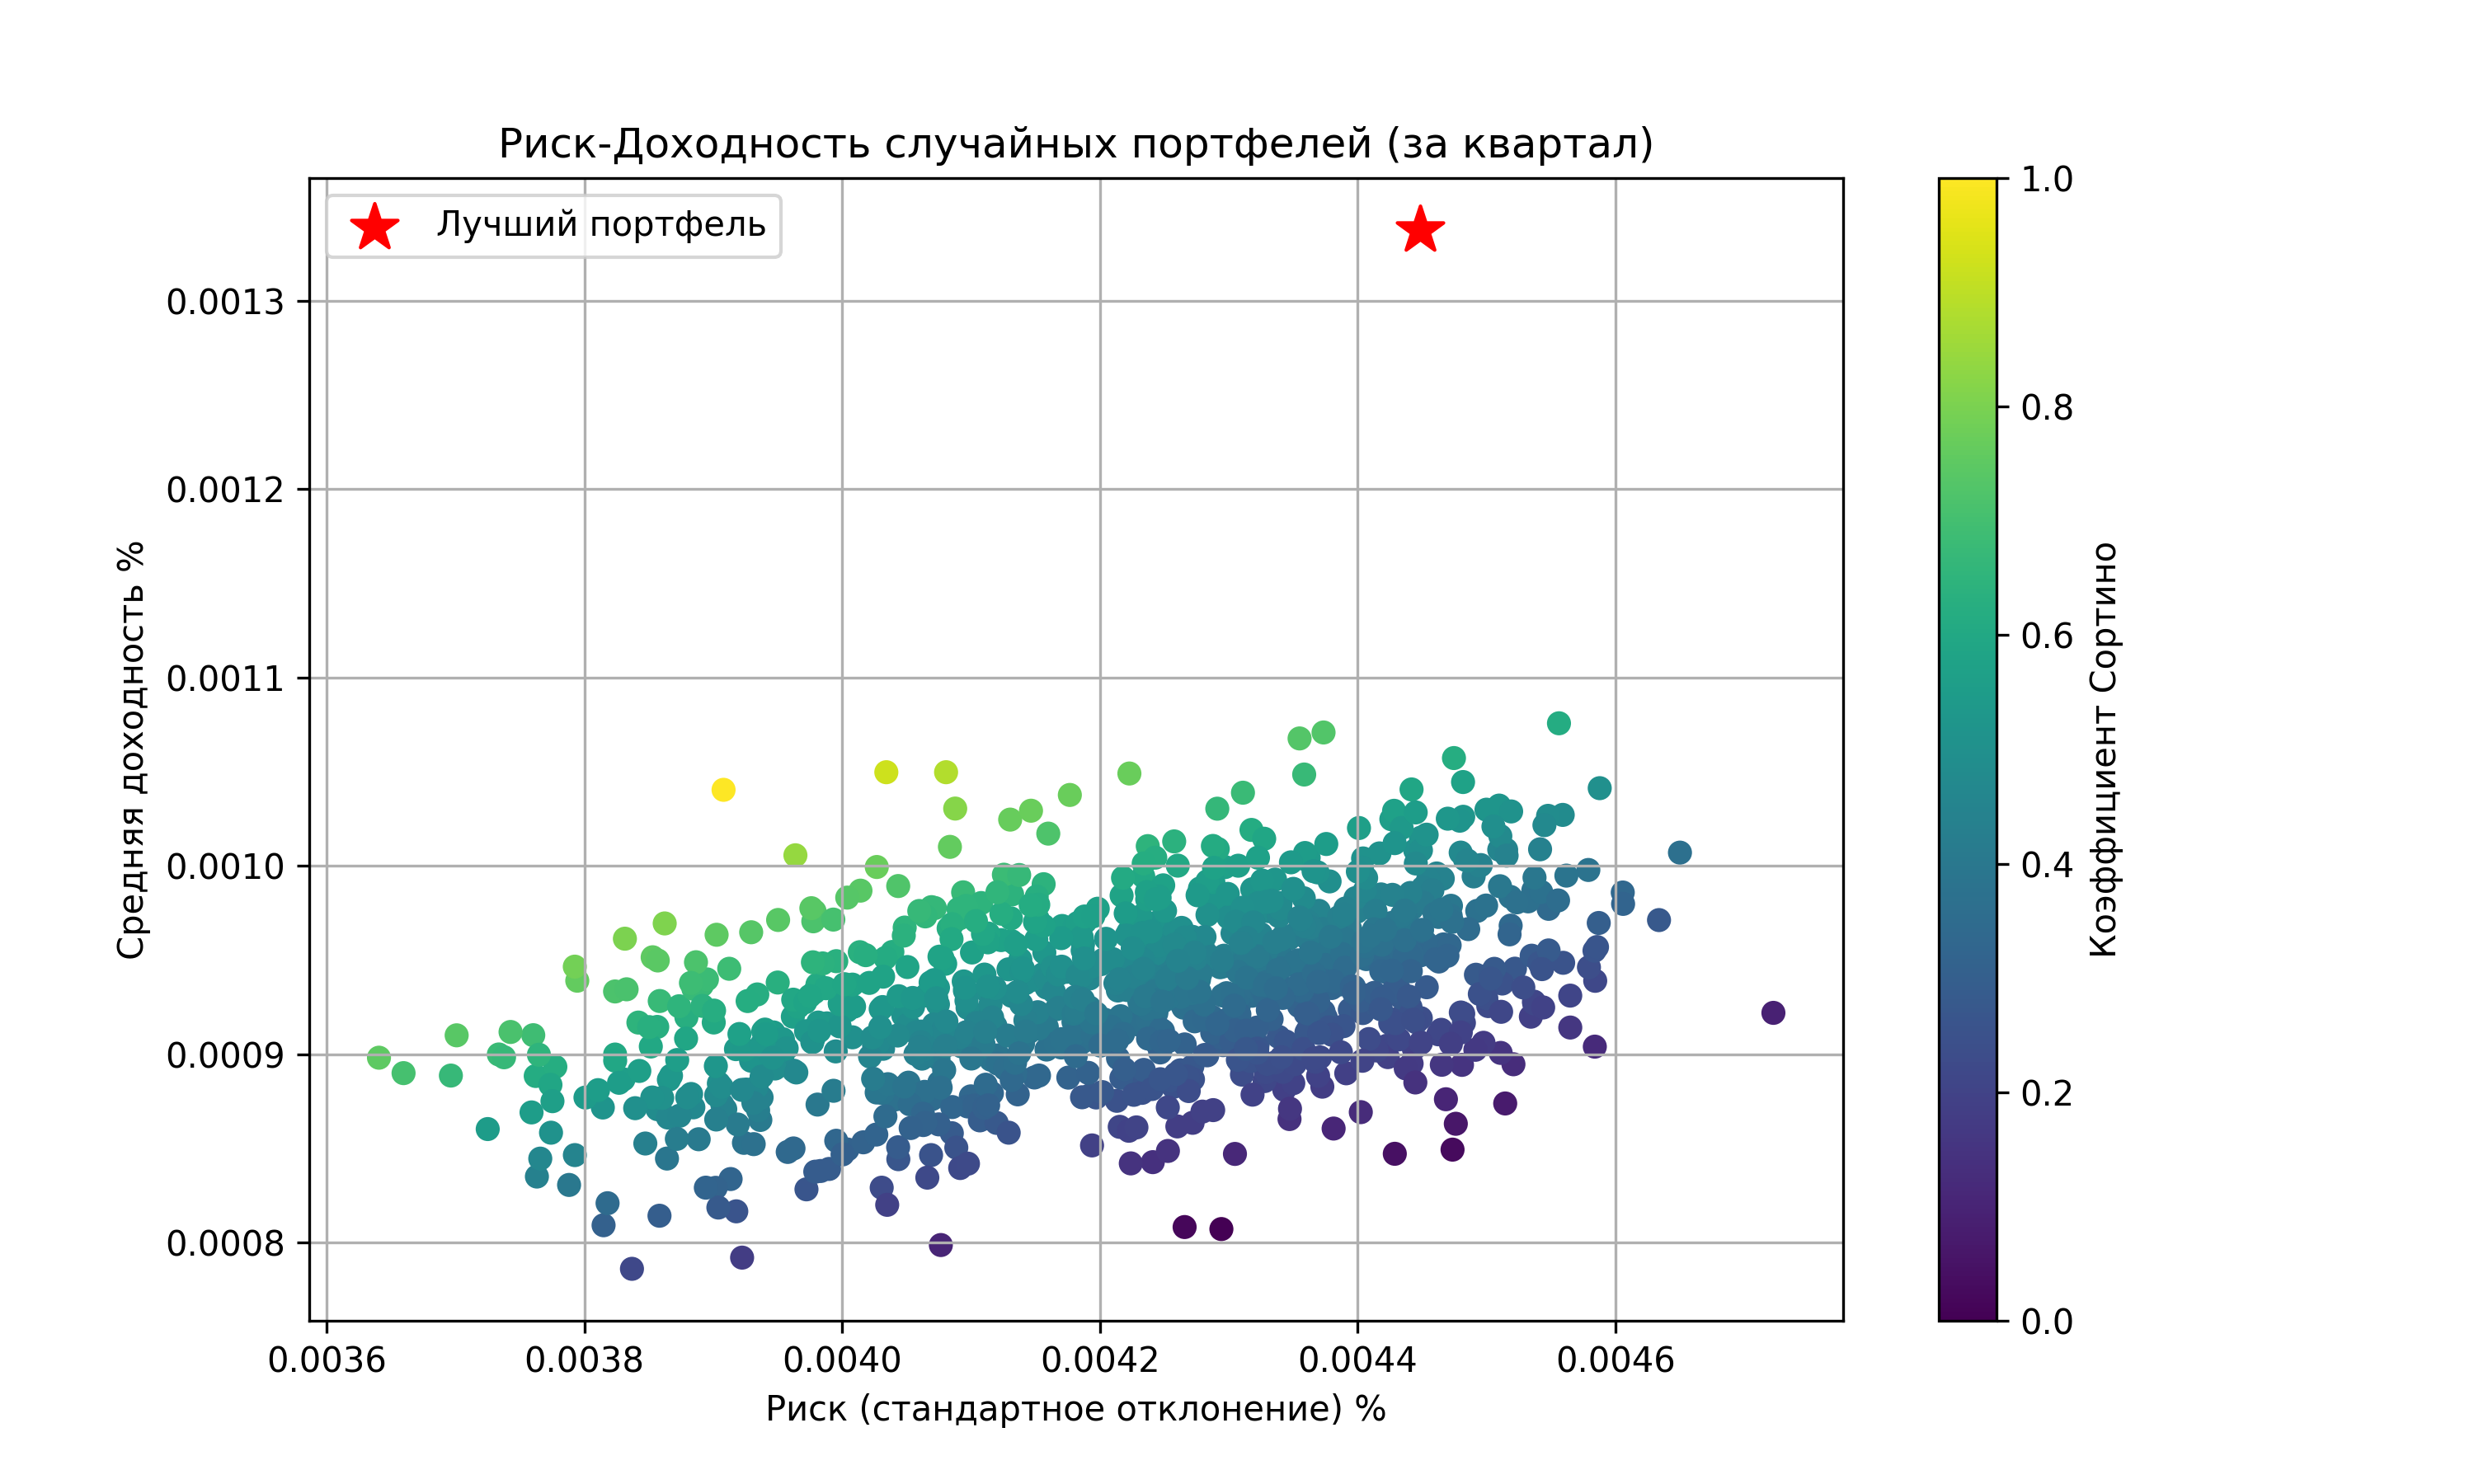 Риск-Доходность случайных портфелей (за квартал)
Лучший портфель
Средняя доходность %
0.0013
0.0012
0.0011
0.0010
0.0009
0.0008
0.0036 0.0038 0.0040 0.0042 0.0044 0.0046
Риск (стандартное отклонение) %
1.0
0.8
0.6
0.4
0.2
0.0
Коэффициент Сортино